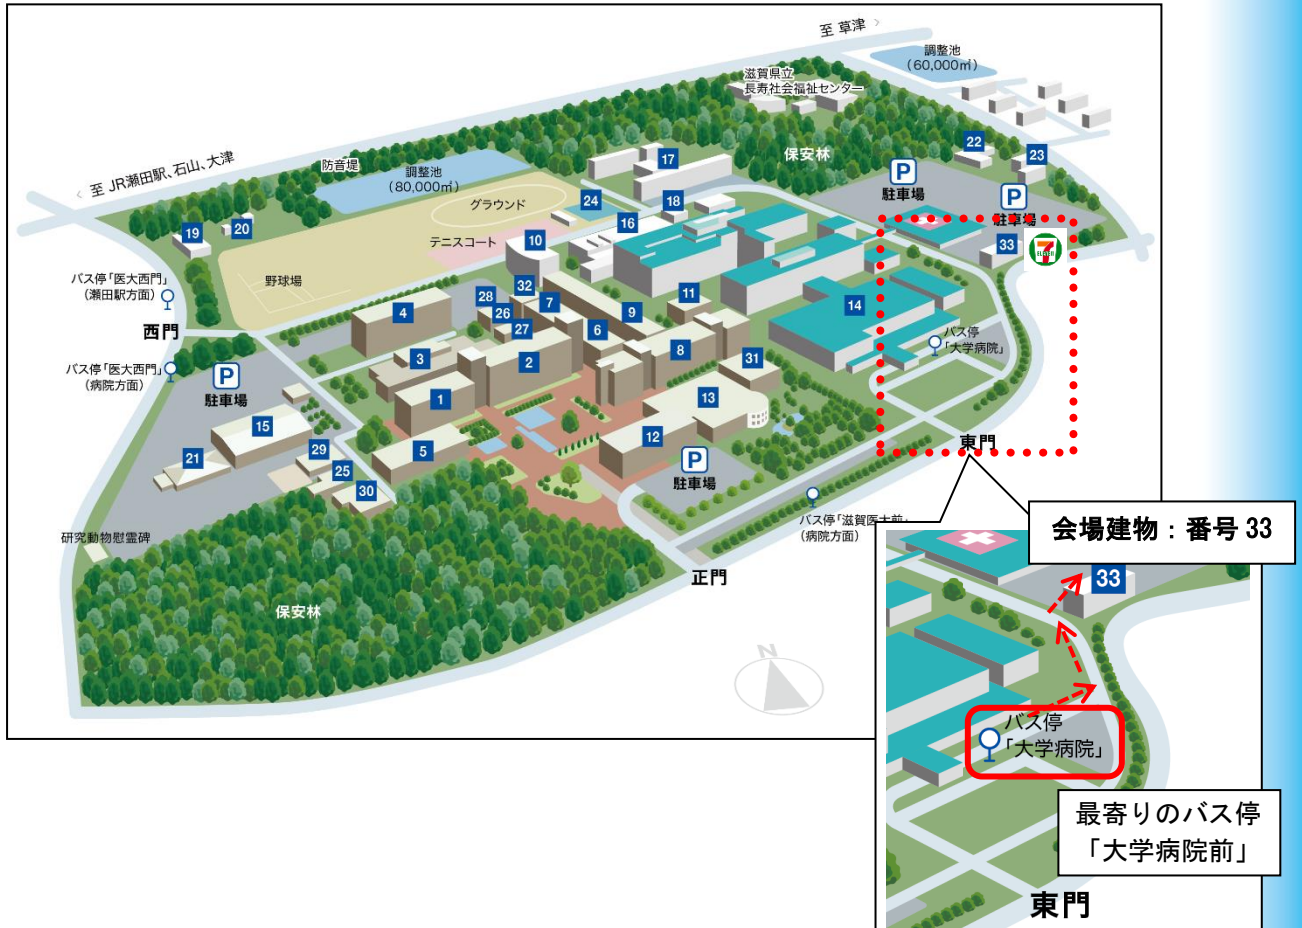 至 草津 >
調整池
(60,000㎡)
滋賀県立
長寿社会福祉センター
保安林
22
23
P
駐車場
P
駐車場
33
7
ELEVEN
< 至 JR瀬田駅、石山、大津
防音堤
調整池
(80,000㎡)
グラウンド
テニスコート
野球場
17
18
24
16
10
19
20
バス停「医大西門」
(瀬田駅方面)
西門
バス停「医大西門」
(病院方面)
P
駐車場
4
28
32
26
7
27
6
9
11
14
3
2
8
31
1
13
5
12
15
21
29
25
30
バス停
「大学病院」
P
駐車場
東門
バス停「滋賀医大前」
(病院方面)
研究動物慰霊碑
正門
保安林
N
会場建物：番号 33
33
バス停
「大学病院」
最寄りのバス停
「大学病院前」
東門